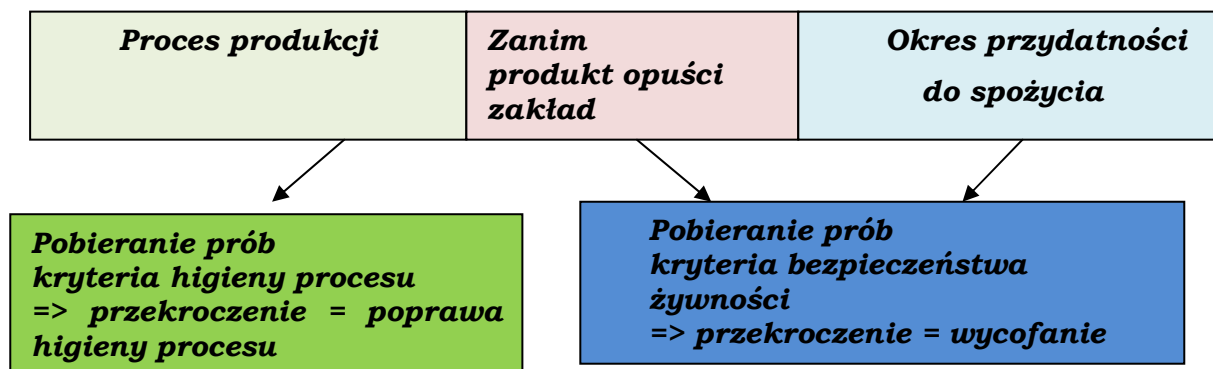 Proces produkcji
Zanim
produkt opuści
zakład
Okres przydatności
do spożycia
Pobieranie prób
kryteria higieny procesu
=> przekroczenie = poprawa
higieny procesu
Pobieranie prób
kryteria bezpieczeństwa
żywności
=> przekroczenie = wycofanie